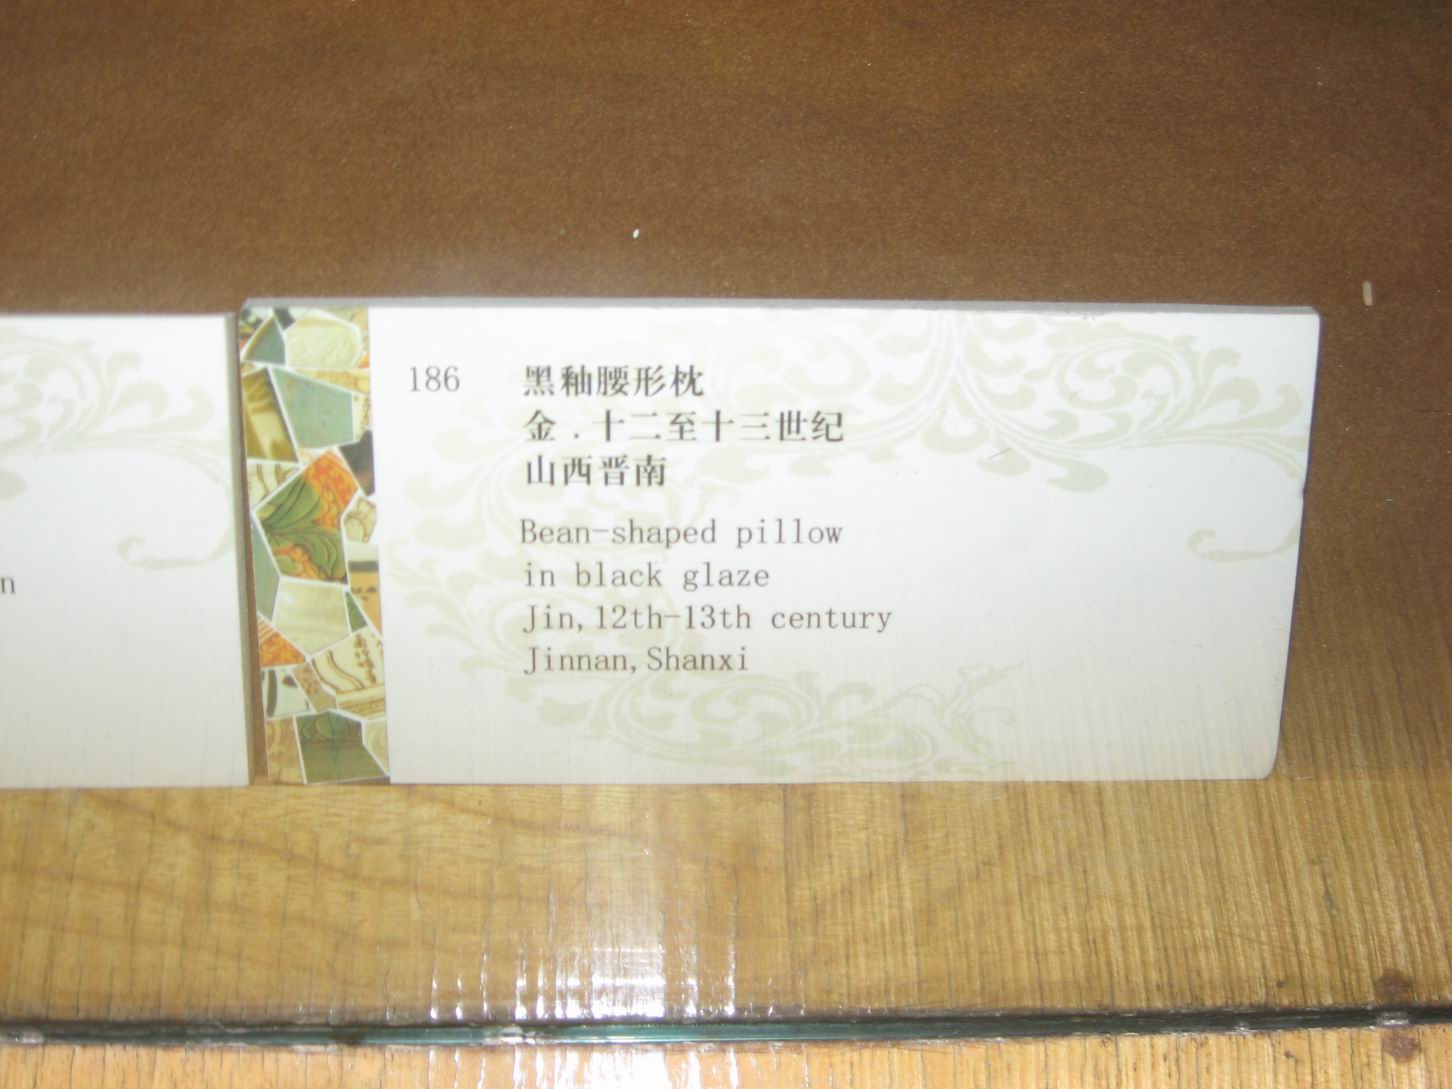 186 黑釉腰形枕
金.十二至十三世纪
山西晋南
Bean-shaped pillow
in black glaze
Jin,12th-13th century
Jinnan,Shanxi
n